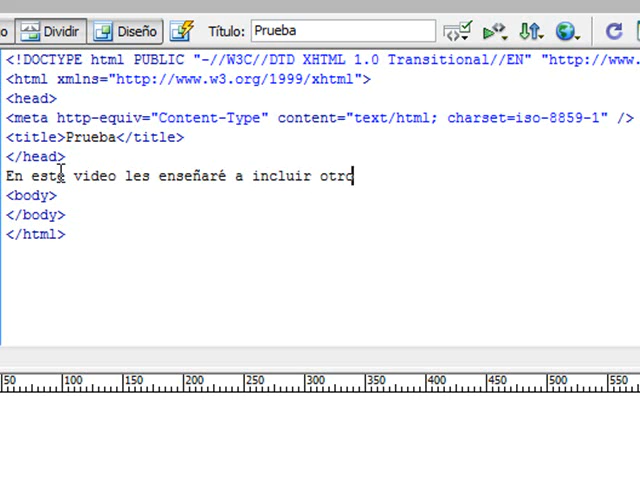 o Dividir Diseño Título: Prueba
<!DOCTYPE html PUBLIC "-//W3C//DTD XHTML 1.0 Transitional//EN" "http://www.
<html xmlns="http://www.w3.org/1999/xhtml">
<head>
<meta http-equiv="Content-Type" content="text/html; charset=iso-8859-1" />
<title>Prueba</title>
</head>
En este video les enseñaré a incluir otro
<body>
</body>
</html>
50 100 150 200 250 300 350 400 450 500 550